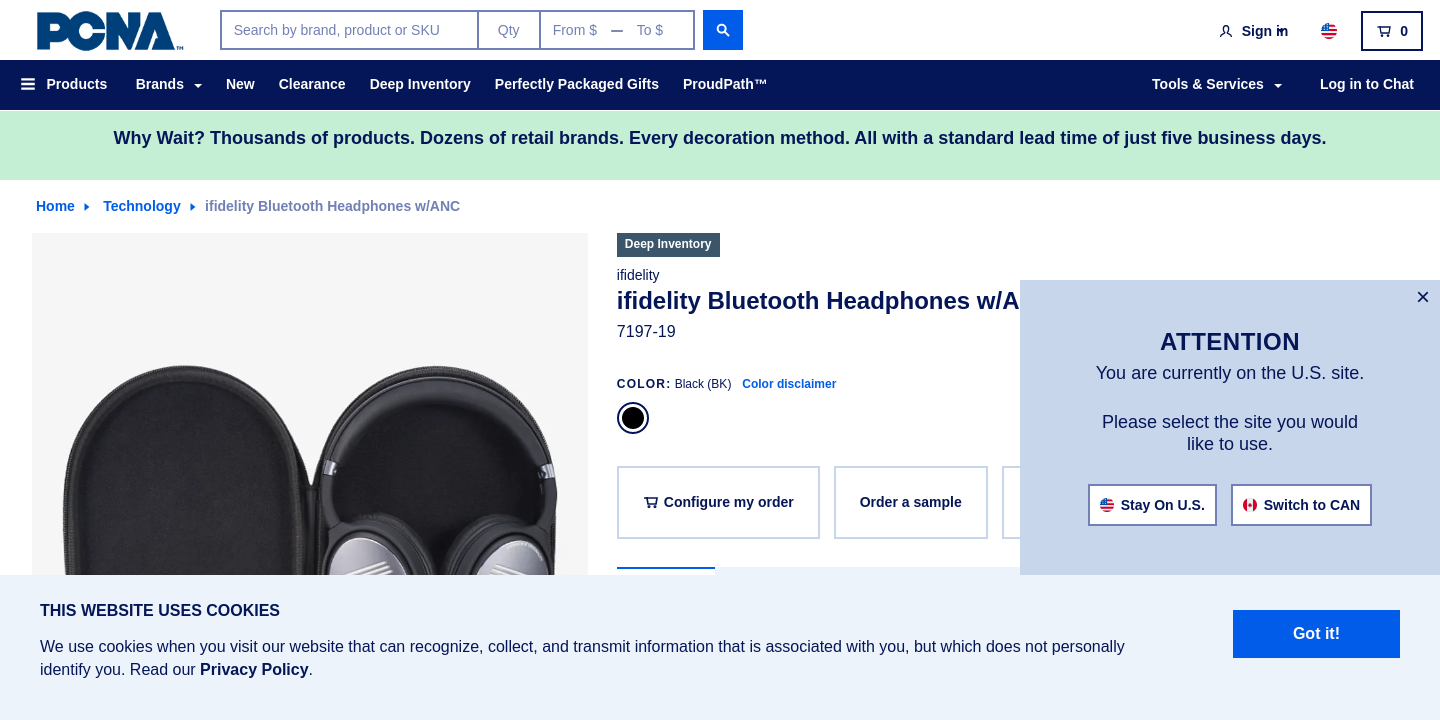 PCNA™
Search by brand, product or SKU
Qty
From $ — To $
Sign in
0
Products
Brands
New
Clearance
Deep Inventory
Perfectly Packaged Gifts
ProudPath™
Tools & Services
Log in to Chat
Why Wait? Thousands of products. Dozens of retail brands. Every decoration method. All with a standard lead time of just five business days.
Home
Technology
ifidelity Bluetooth Headphones w/ANC
Deep Inventory
ifidelity
ifidelity Bluetooth Headphones w/A
7197-19
COLOR: Black (BK) Color disclaimer
Configure my order
Order a sample
×
ATTENTION
You are currently on the U.S. site.
Please select the site you would
like to use.
Stay On U.S.
Switch to CAN
THIS WEBSITE USES COOKIES
We use cookies when you visit our website that can recognize, collect, and transmit information that is associated with you, but which does not personally
identify you. Read our Privacy Policy.
Got it!